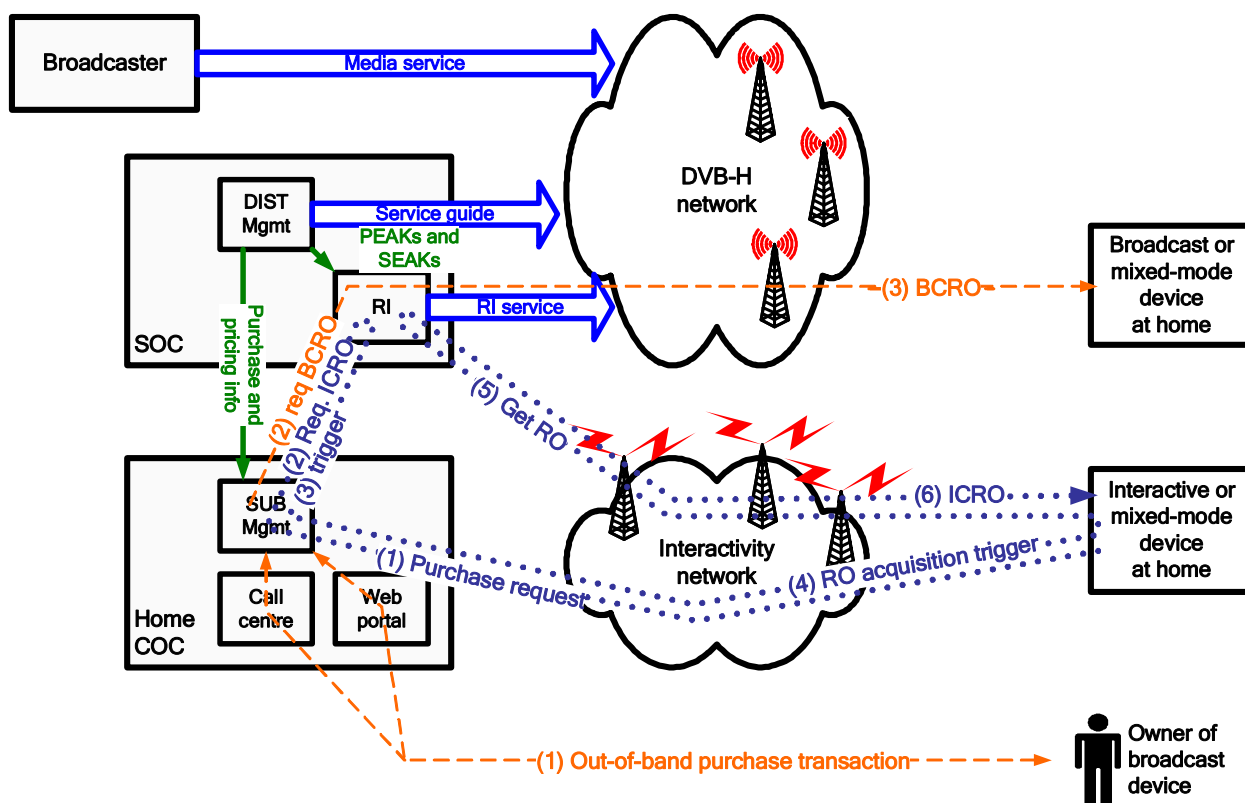 Broadcaster
Media service
DVB-H
network
DIST
Mgmt
Service guide
PEAKs and
SEAKs
RI
RI service
SOC
(3) BCRO
Broadcast or
mixed-mode
device
at home
Purchase and
pricing info
(2) req BCRO
(2) Req. ICRO
(3) trigger
(5) Get RO
(6) ICRO
Interactive or
mixed-mode
device
at home
SUB
Mgmt
(1) Purchase request
Interactivity
network
(4) RO acquisition trigger
Call
centre
Web
portal
Home
COC
(1) Out-of-band purchase transaction
Owner of
broadcast
device